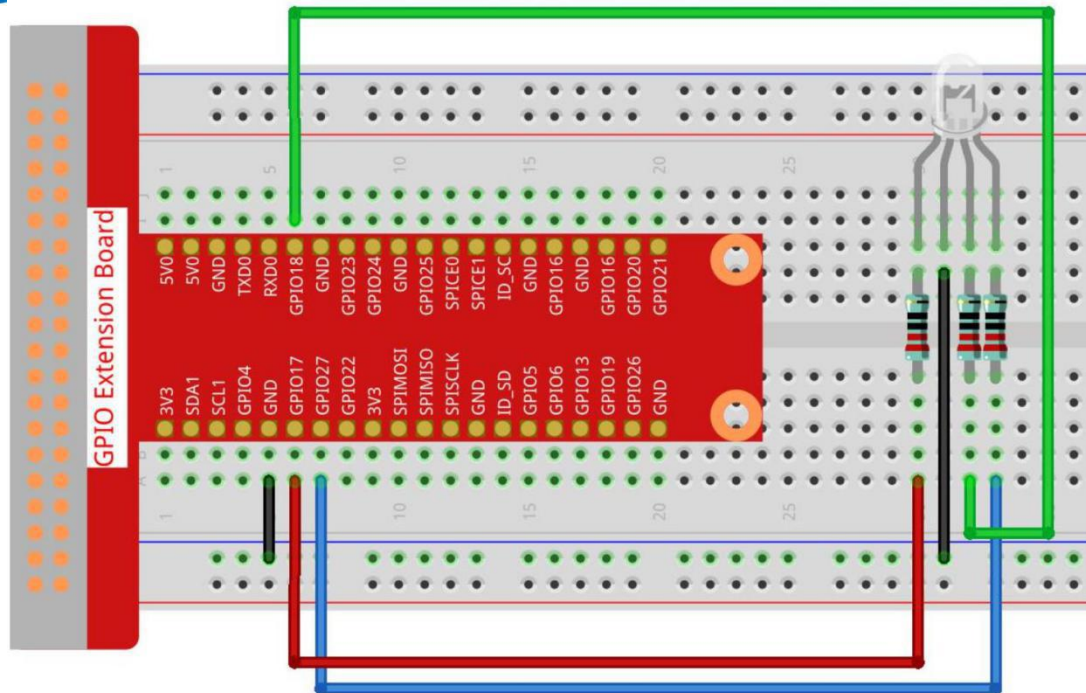 GPIO Extension Board
1
5
10
15
20
25
J
I
5V0
5V0
GND
TXD0
RXD0
GPIO18
GND
GPIO23
GPIO24
GND
GPIO25
SPICE0
SPICE1
ID_SC
GND
GPIO16
GND
GPIO16
GPIO20
GPIO21
3V3
SDA1
SCL1
GPIO4
GND
GPIO17
GPIO27
GPIO22
3V3
SPIMOSI
SPIMISO
SPISCLK
GND
ID_SD
GPIO5
GPIO6
GPIO13
GPIO19
GPIO26
GND
B
A
1
10
15
20
25